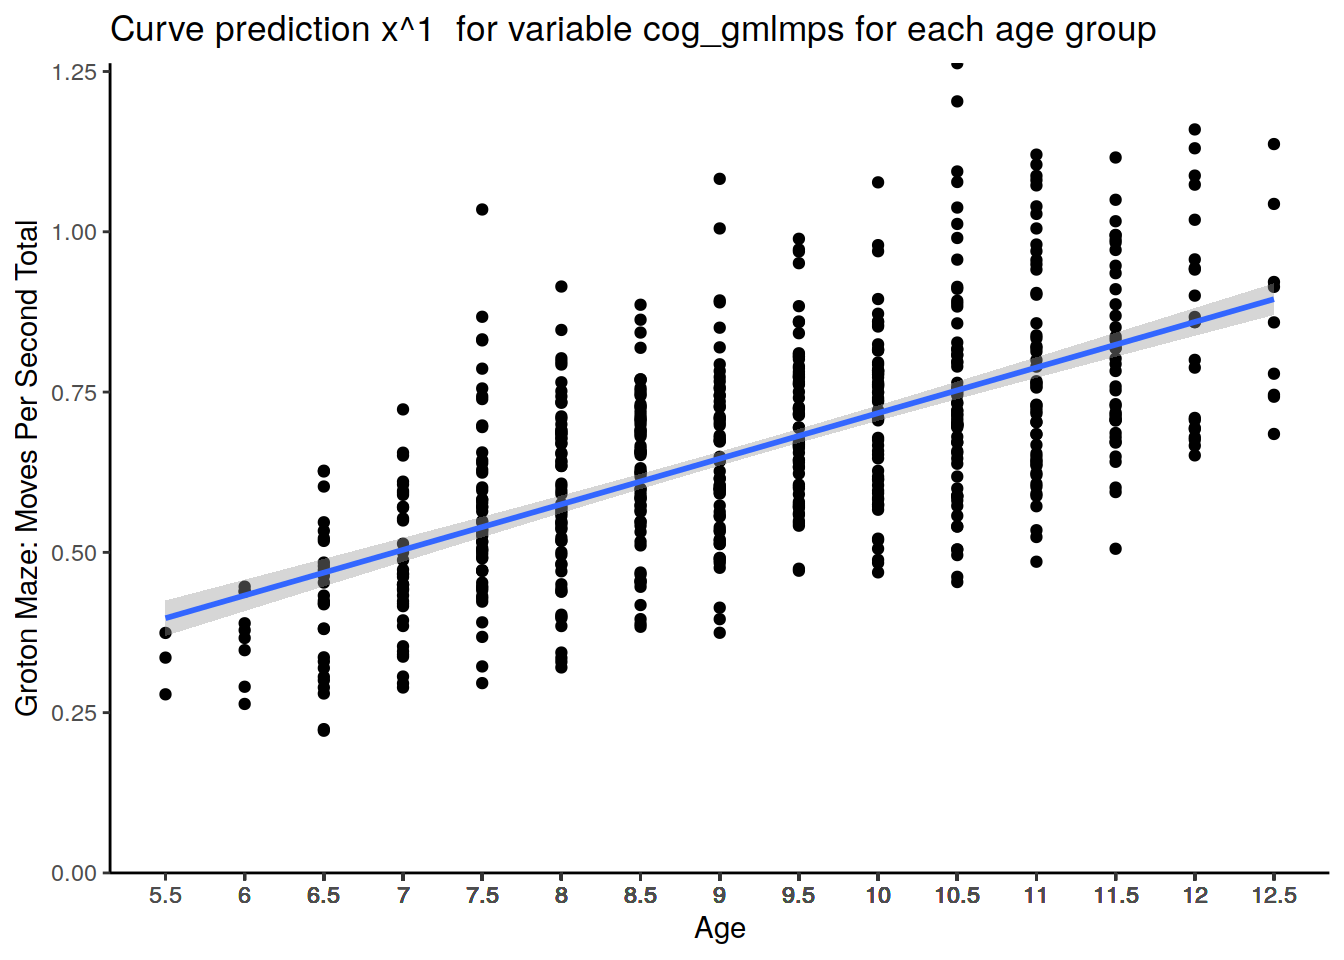 Curve prediction x^1  for variable cog_gmlmps for each age group
Groton Maze: Moves Per Second Total
1.25
1.00
0.75
0.50
0.25
0.00
5.5 6 6.5 7 7.5 8 8.5 9 9.5 10 10.5 11 11.5 12 12.5
Age